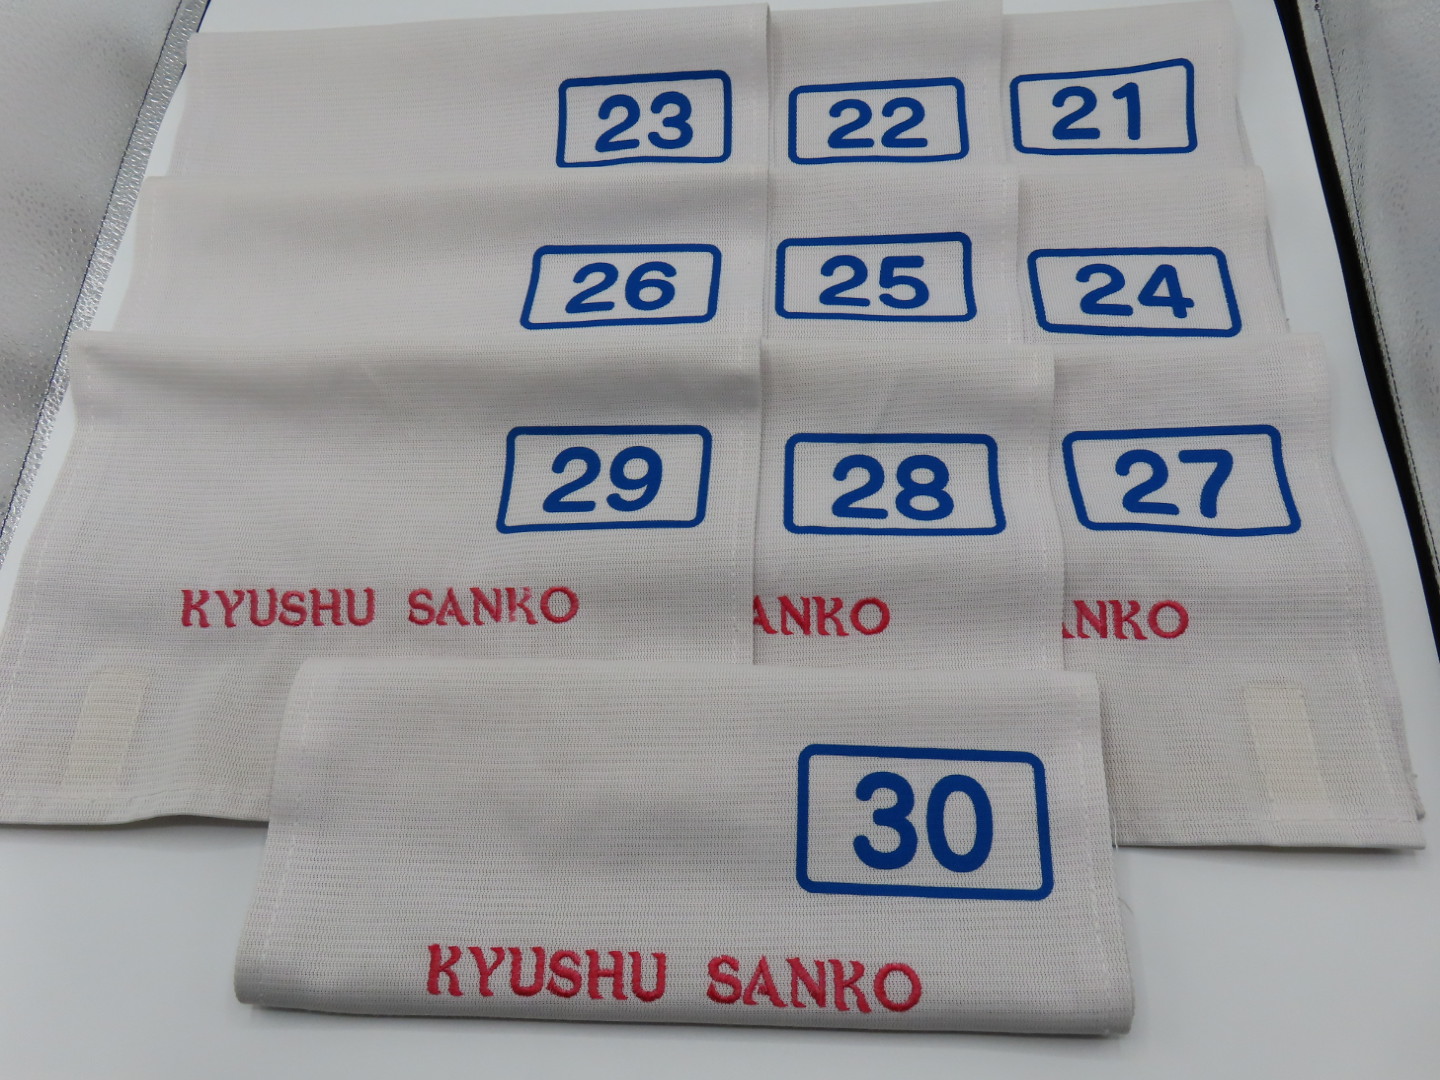 23 22 21
26 25 24
29 28 27
KYUSHU SANKO ANKO ANKO
30
KYUSHU SANKO